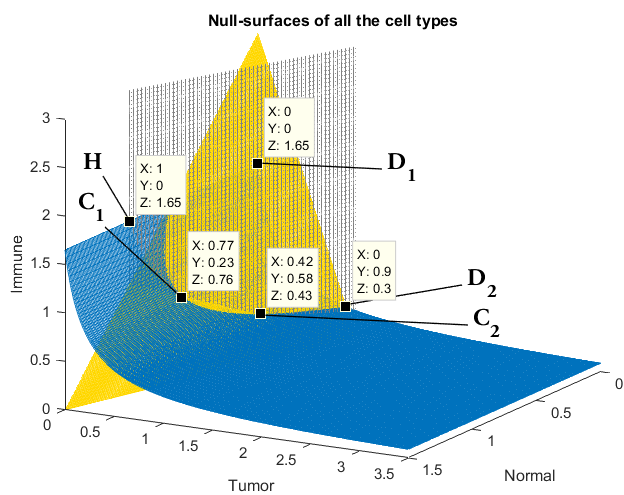 Null-surfaces of all the cell types
X: 0
Y: 0
Z: 1.65
D1
H
X: 1
Y: 0
Z: 1.65
C1
X: 0.77
Y: 0.23
Z: 0.76
X: 0.42
Y: 0.58
Z: 0.43
X: 0
Y: 0.9
Z: 0.3
D2
C2
Immune
3
2.5
2
1.5
1
0.5
0
0
0.5
1
1.5
2
2.5
3
3.5
Tumor
1.5
1
0.5
0
Normal